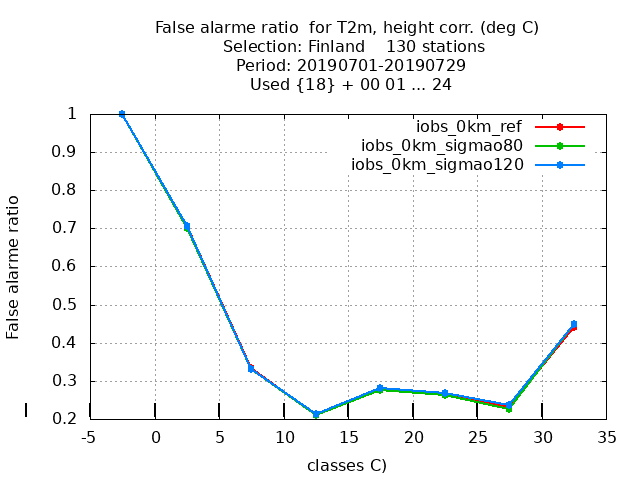 False alarme ratio  for T2m, height corr. (deg C)
Selection: Finland    130 stations
Period: 20190701-20190729
Used {18} + 00 01 ... 24
iobs_0km_ref
iobs_0km_sigmao80
iobs_0km_sigmao120
False alarme ratio
1
0.9
0.8
0.7
0.6
0.5
0.4
0.3
0.2
-5 0 5 10 15 20 25 30 35
classes C)